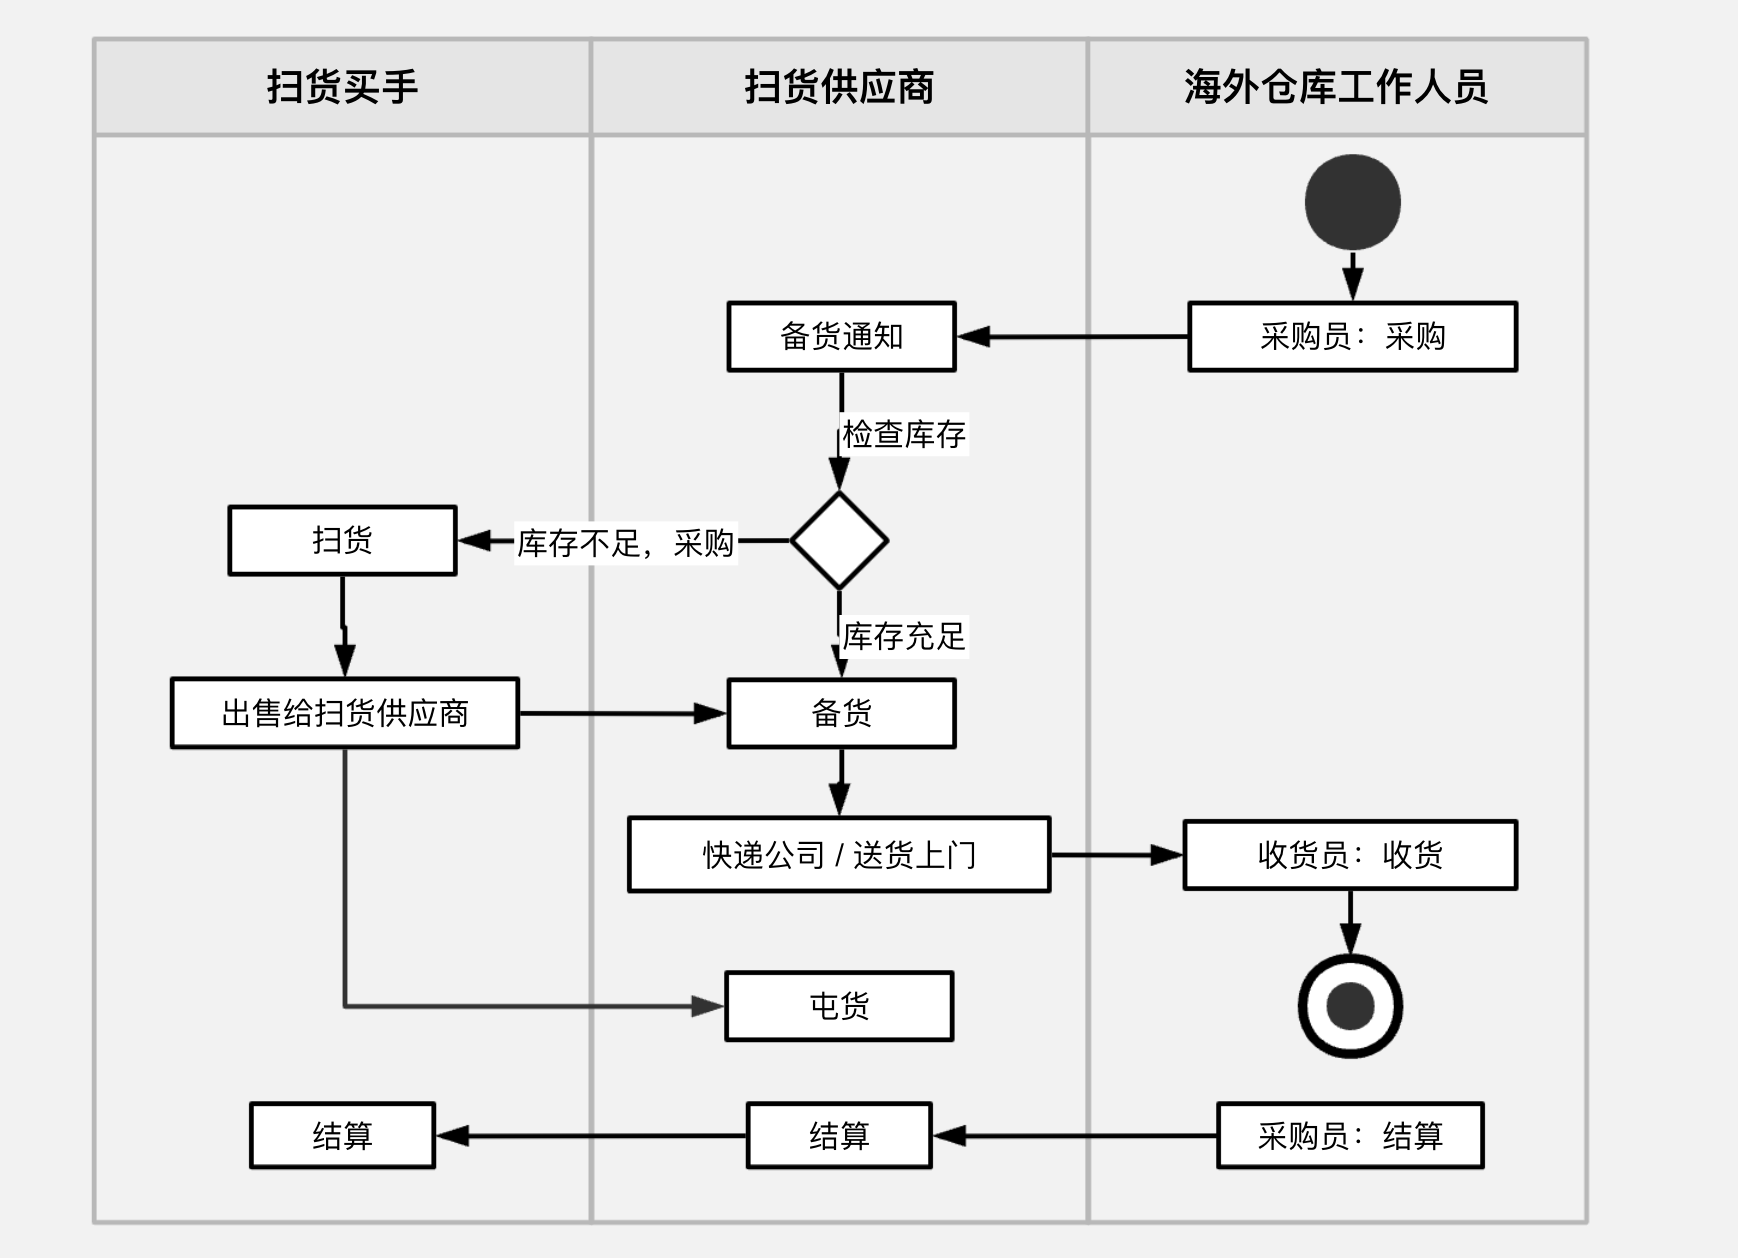 扫货买手
扫货供应商
海外仓库工作人员
备货通知
采购员：采购
检查库存
扫货
库存不足，采购
库存充足
出售给扫货供应商
备货
快递公司 / 送货上门
收货员：收货
屯货
结算
结算
采购员：结算